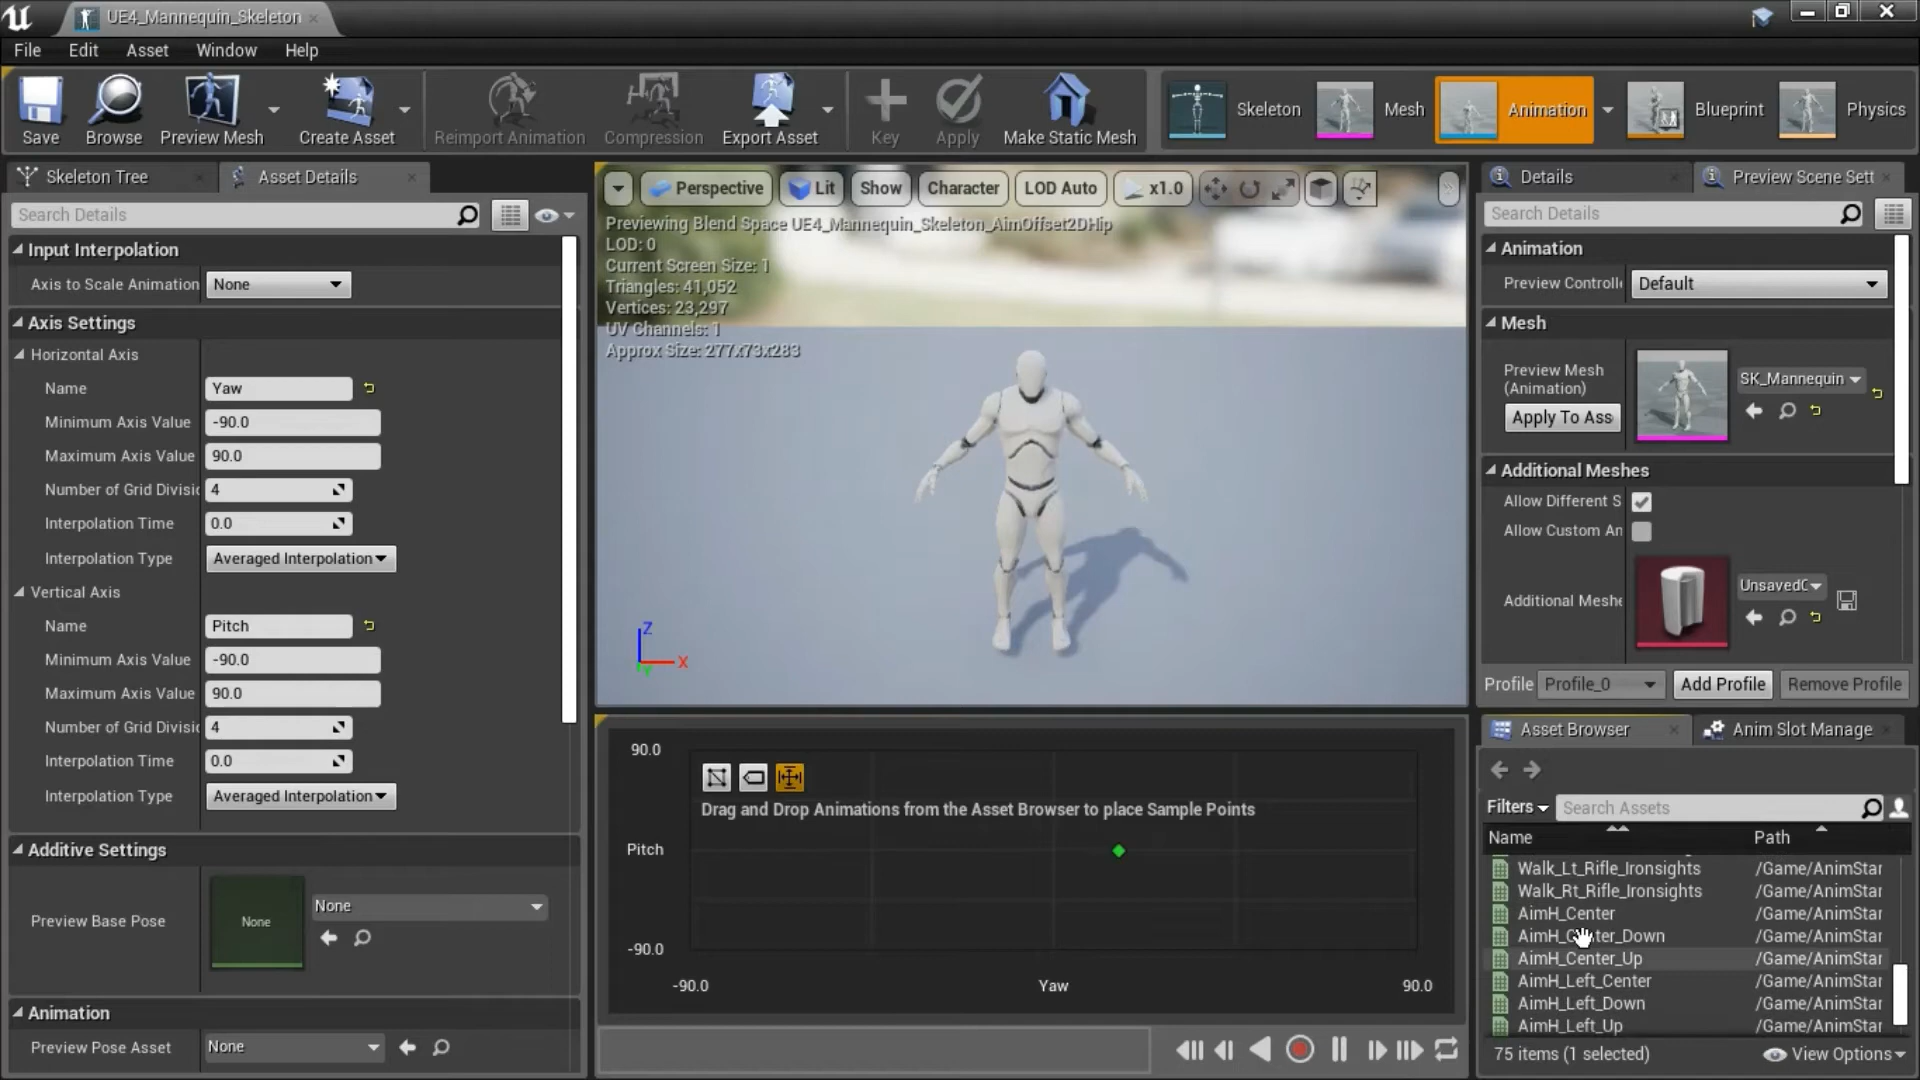 UE4_Mannequin_Skeleton
File Edit Asset Window Help
Save Browse Preview Mesh Create Asset Reimport Animation Compression Export Asset Key Apply Make Static Mesh Skeleton Mesh Animation Blueprint Physics
Skeleton Tree
Asset Details
Search Details
Input Interpolation
Axis to Scale Animation None
Axis Settings
Horizontal Axis
Name Yaw
Minimum Axis Value -90.0
Maximum Axis Value 90.0
Number of Grid Divisic 4
Interpolation Time 0.0
Interpolation Type Averaged Interpolation
Vertical Axis
Name Pitch
Minimum Axis Value -90.0
Maximum Axis Value 90.0
Number of Grid Divisic 4
Interpolation Time 0.0
Interpolation Type Averaged Interpolation
Additive Settings
Preview Base Pose None None
Animation
Preview Pose Asset None
Perspective Lit Show Character LOD Auto x1.0
Previewing Blend Space UE4_Mannequin_Skeleton_AimOffset2DHip
LOD: 0
Current Screen Size: 1
Triangles: 41,052
Vertices: 23,297
UV Channels: 1
Approx Size: 277x73x283
Z
X
Y
90.0
Drag and Drop Animations from the Asset Browser to place Sample Points
Pitch
-90.0
-90.0 Yaw 90.0
Details
Preview Scene Sett
Search Details
Animation
Preview Controlle Default
Mesh
Preview Mesh
(Animation)
SK_Mannequin
Apply To Ass
Additional Meshes
Allow Different S
Allow Custom An
Additional Meshe UnsavedC
Profile Profile_0 Add Profile Remove Profile
Asset Browser
Anim Slot Manage
Filters Search Assets
Name Path
Walk_Lt_Rifle_Ironsights /Game/AnimStar
Walk_Rt_Rifle_Ironsights /Game/AnimStar
AimH_Center /Game/AnimStar
AimH_Center_Down /Game/AnimStar
AimH_Center_Up /Game/AnimStar
AimH_Left_Center /Game/AnimStar
AimH_Left_Down /Game/AnimStar
AimH_Left_Up /Game/AnimStar
75 items (1 selected) View Options